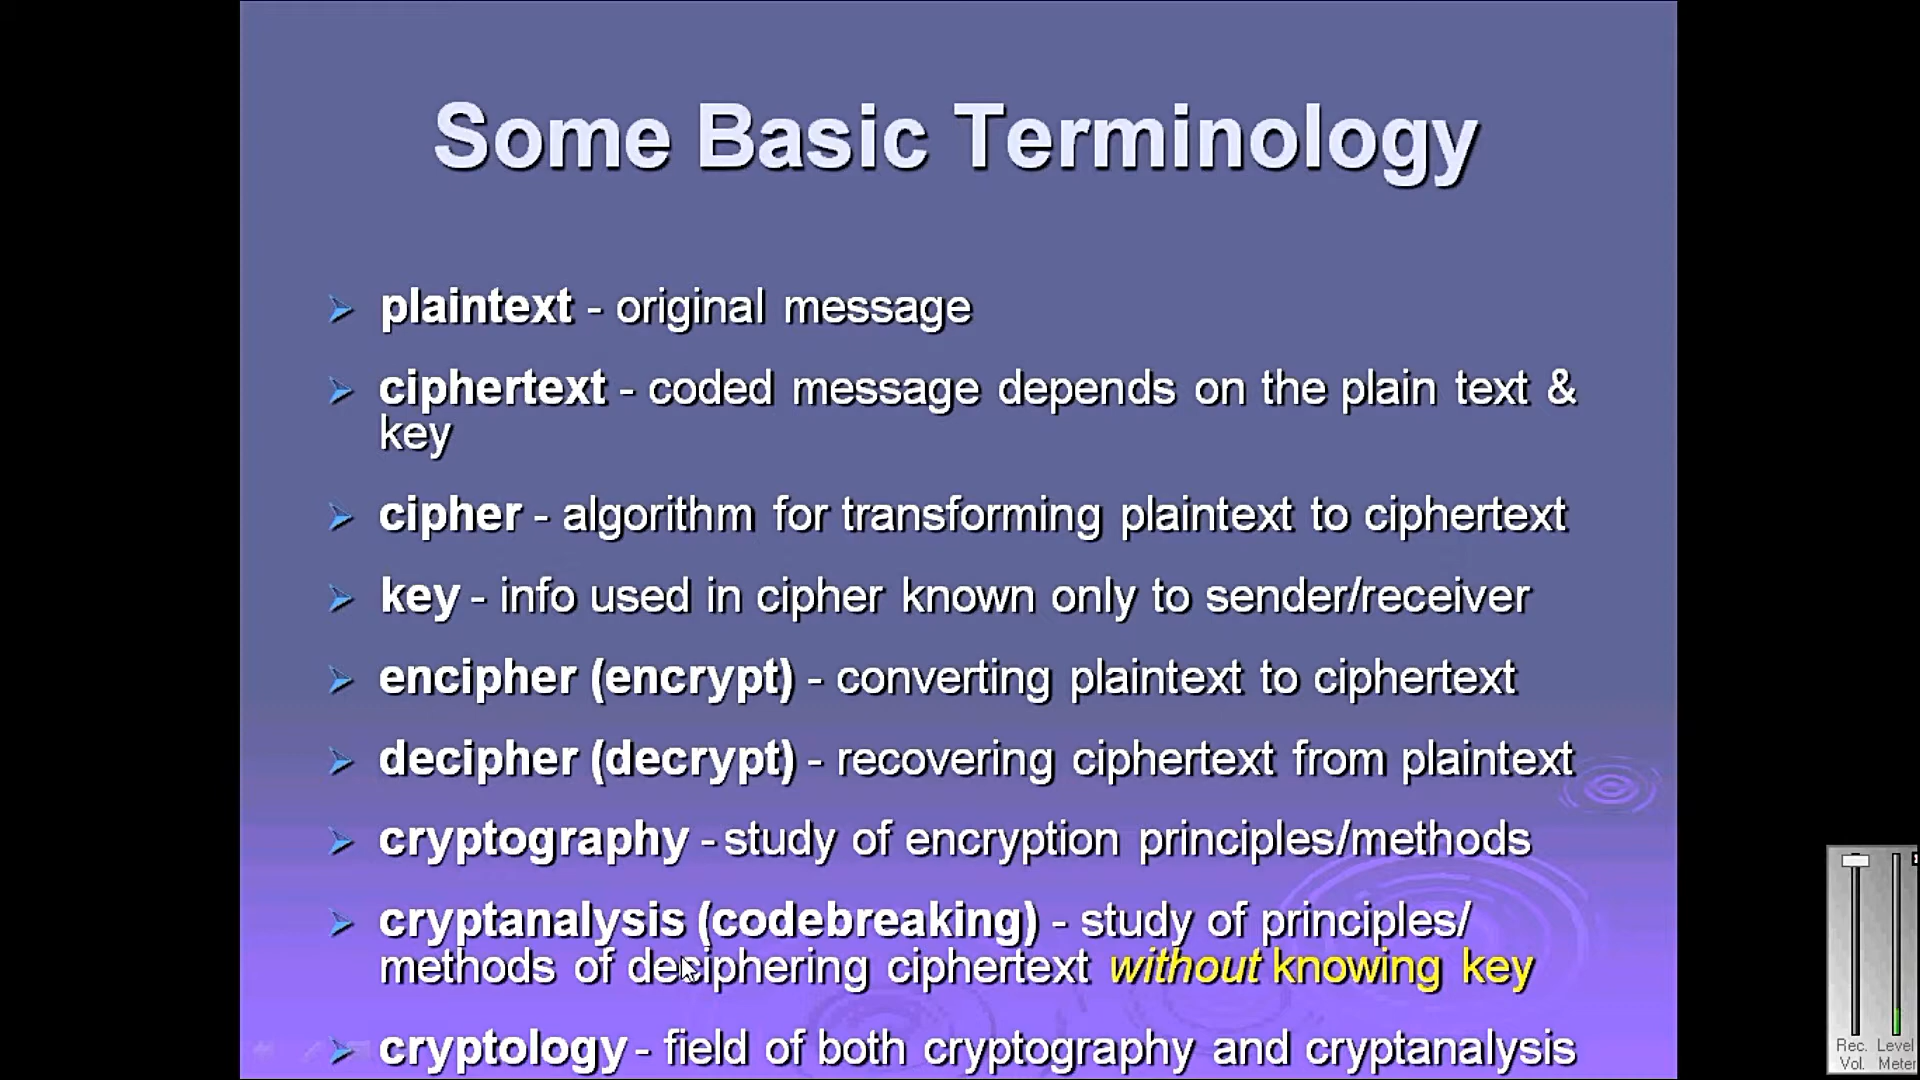 Some Basic Terminology
plaintext - original message
ciphertext - coded message depends on the plain text &
key
cipher - algorithm for transforming plaintext to ciphertext
key - info used in cipher known only to sender/receiver
encipher (encrypt) - converting plaintext to ciphertext
decipher (decrypt) - recovering ciphertext from plaintext
cryptography - study of encryption principles/methods
cryptanalysis (codebreaking) - study of principles/
methods of deciphering ciphertext without knowing key
cryptology - field of both cryptography and cryptanalysis
Rec. Level
Vol. Meter